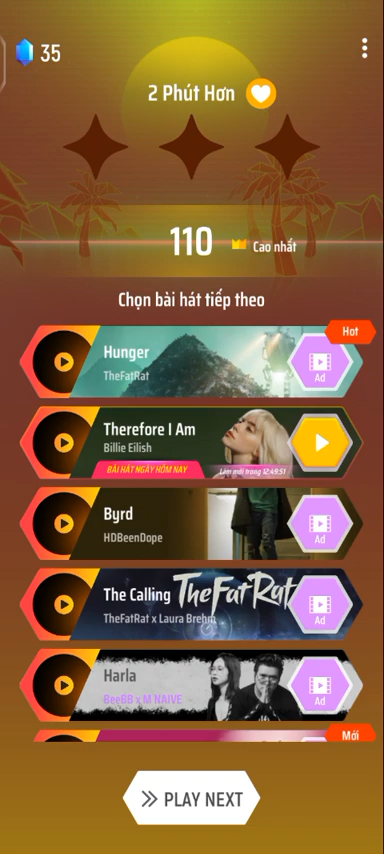 35
2 Phút Hơn
110
Cao nhất
Chọn bài hát tiếp theo
Hot
Hunger
TheFatRat
Ad
Therefore I Am
Billie Eilish
BÀI HÁT NGÀY HÔM NAY
Làm mới trong 12:49:51
Byrd
HDBeenDope
Ad
The Calling
TheFatRat
TheFatRat x Laura Brehm
Ad
Harla
BeeBB x M NAIVE
Ad
Mới
PLAY NEXT